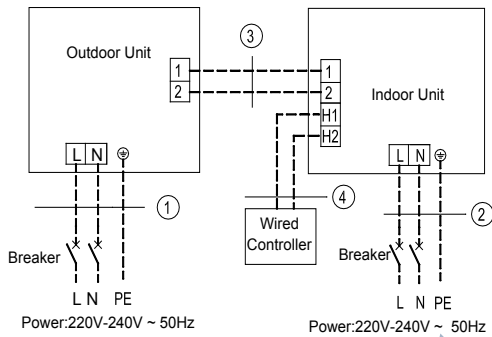 Outdoor Unit
1
2
L N
1
Breaker
L N PE
Power:220V-240V ~ 50Hz
3
Indoor Unit
1
2
H1
H2
4
Wired
Controller
L N
2
Breaker
L N PE
Power:220V-240V ~ 50Hz